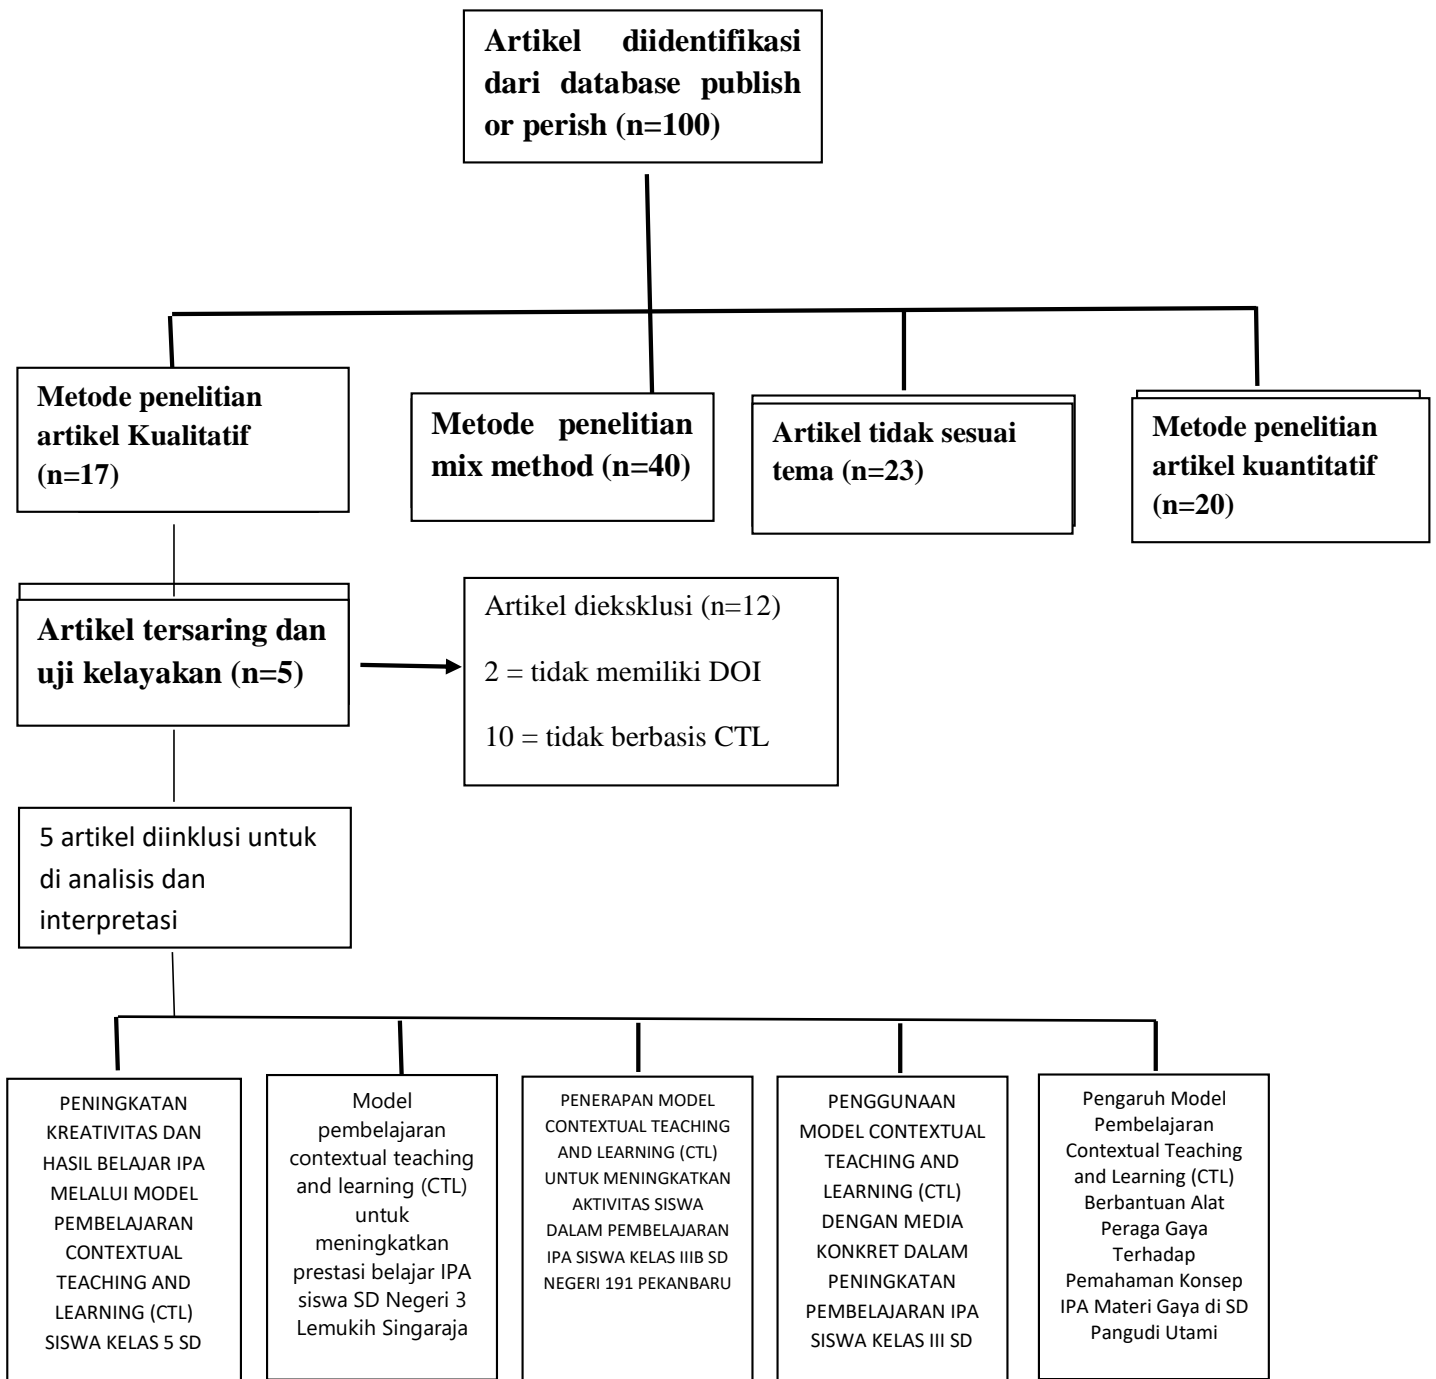 Artikel diidentifikasi
dari database publish
or perish (n=100)
Metode penelitian
artikel Kualitatif
(n=17)
Metode penelitian
mix method (n=40)
Artikel tidak sesuai
tema (n=23)
Metode penelitian
artikel kuantitatif
(n=20)
Artikel tersaring dan
uji kelayakan (n=5)
Artikel dieksklusi (n=12)
2 = tidak memiliki DOI
10 = tidak berbasis CTL
5 artikel diinklusi untuk
di analisis dan
interpretasi
PENINGKATAN
KREATIVITAS DAN
HASIL BELAJAR IPA
MELALUI MODEL
PEMBELAJARAN
CONTEXTUAL
TEACHING AND
LEARNING (CTL)
SISWA KELAS 5 SD
Model
pembelajaran
contextual teaching
and learning (CTL)
untuk
meningkatkan
prestasi belajar IPA
siswa SD Negeri 3
Lemukih Singaraja
PENERAPAN MODEL
CONTEXTUAL TEACHING
AND LEARNING (CTL)
UNTUK MENINGKATKAN
AKTIVITAS SISWA
DALAM PEMBELAJARAN
IPA SISWA KELAS IIIB SD
NEGERI 191 PEKANBARU
PENGGUNAAN
MODEL CONTEXTUAL
TEACHING AND
LEARNING (CTL)
DENGAN MEDIA
KONKRET DALAM
PENINGKATAN
PEMBELAJARAN IPA
SISWA KELAS III SD
Pengaruh Model
Pembelajaran
Contextual Teaching
and Learning (CTL)
Berbantuan Alat
Peraga Gaya
Terhadap
Pemahaman Konsep
IPA Materi Gaya di SD
Pangudi Utami